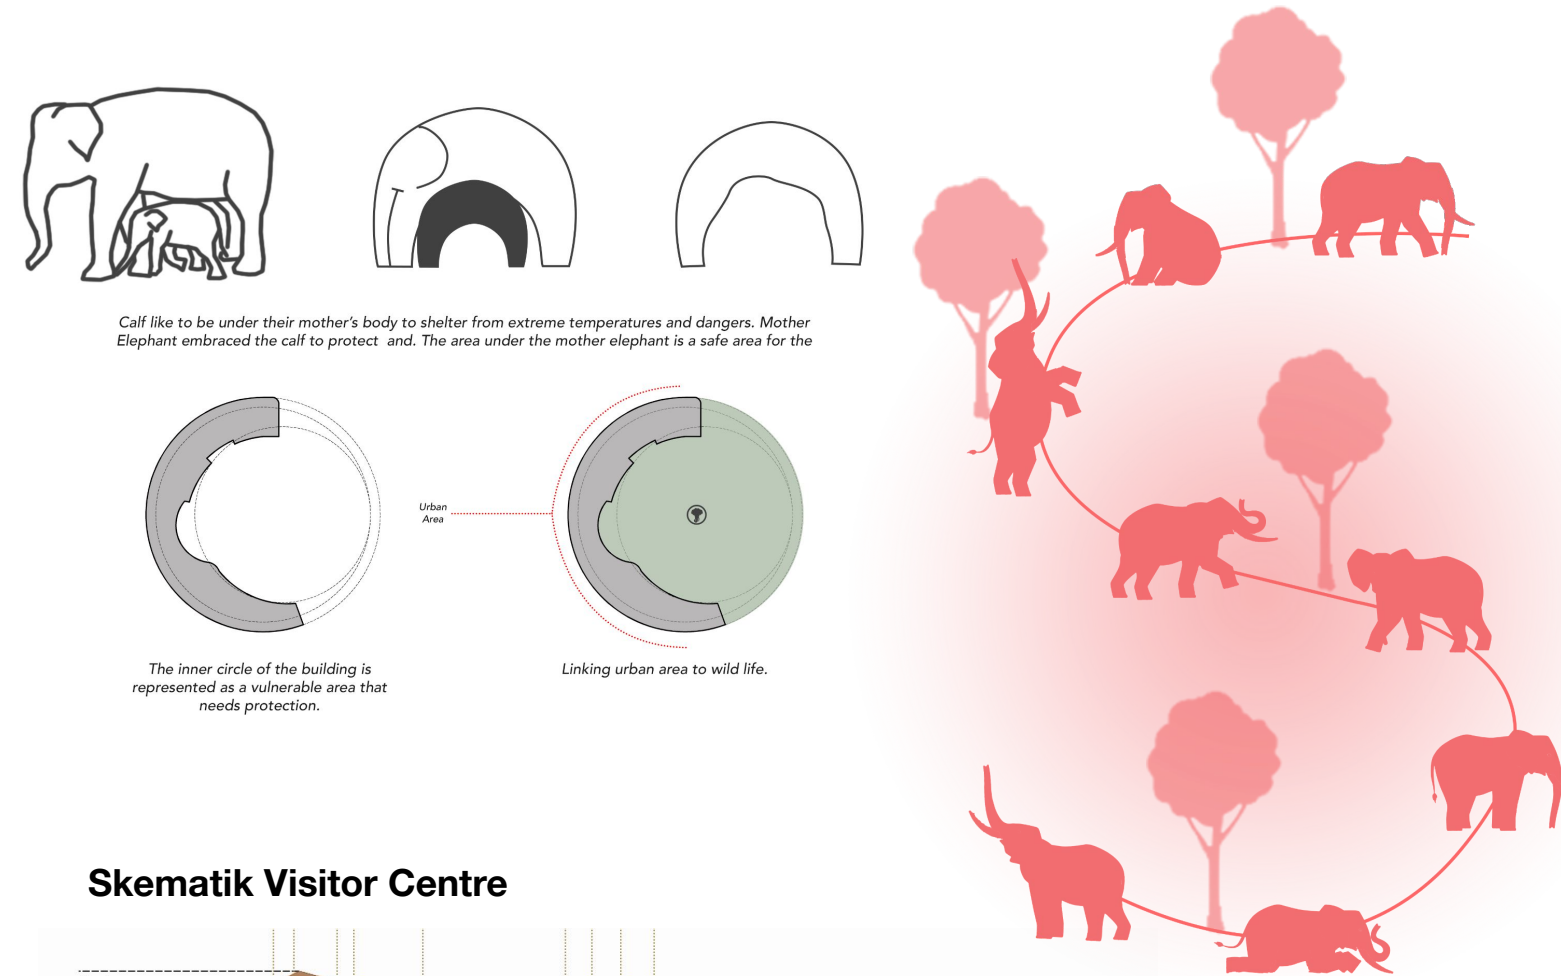 Calf like to be under their mother's body to shelter from extreme temperatures and dangers. Mother
Elephant embraced the calf to protect  and. The area under the mother elephant is a safe area for the
Urban
Area
The inner circle of the building is
represented as a vulnerable area that
needs protection.
Linking urban area to wild life.
Skematik Visitor Centre